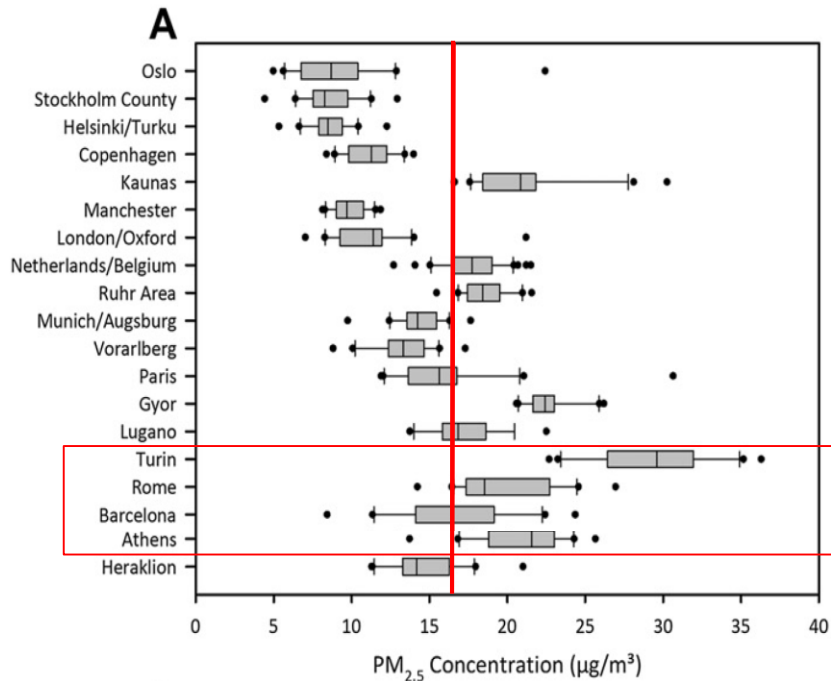 A
Oslo
Stockholm County
Helsinki/Turku
Copenhagen
Kaunas
Manchester
London/Oxford
Netherlands/Belgium
Ruhr Area
Munich/Augsburg
Vorarlberg
Paris
Gyor
Lugano
Turin
Rome
Barcelona
Athens
Heraklion
0 5 10 15 20 25 30 35 40
PM2.5 Concentration (µg/m³)